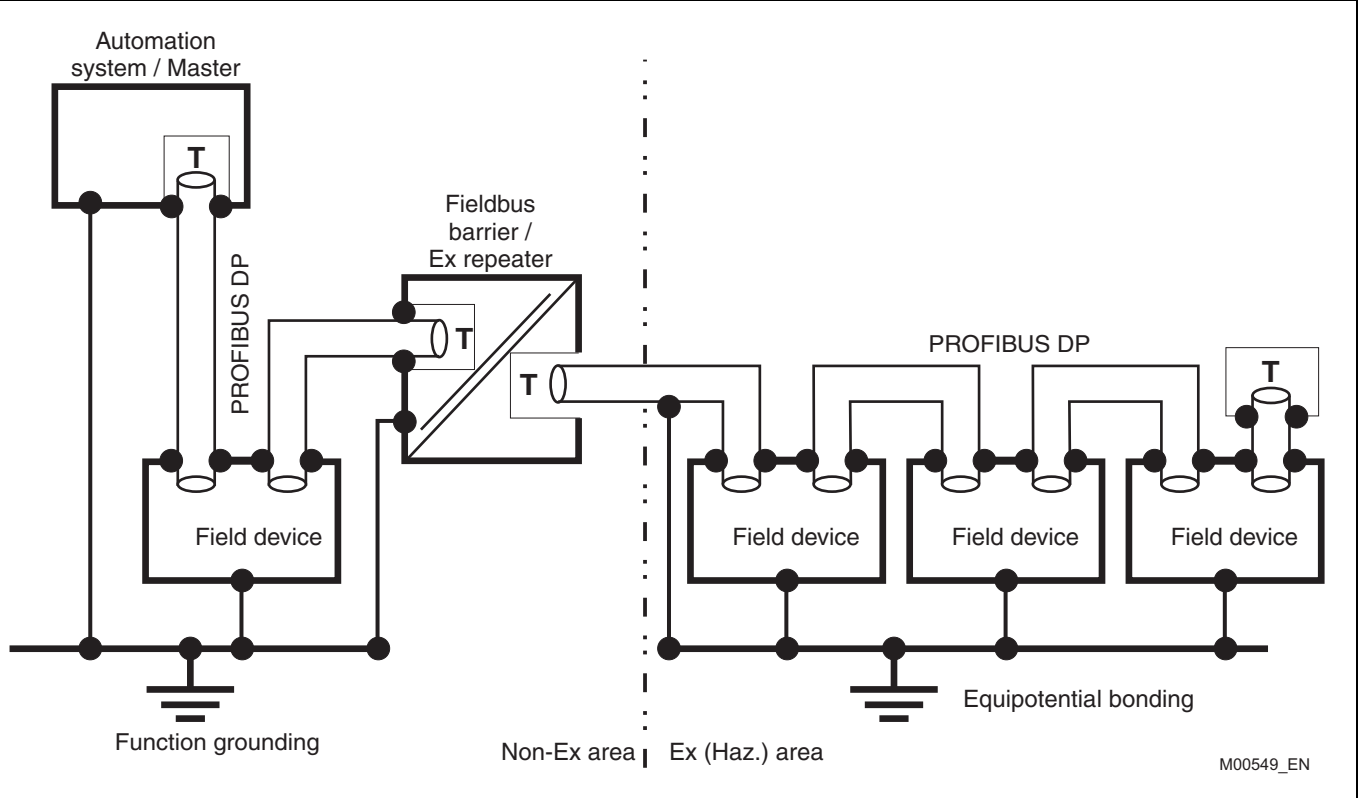 Automation
system / Master
T
PROFIBUS DP
Fieldbus
barrier /
Ex repeater
T
T
PROFIBUS DP
T
Field device
Field device
Field device
Field device
Function grounding
Equipotential bonding
Non-Ex area
Ex (Haz.) area
M00549_EN